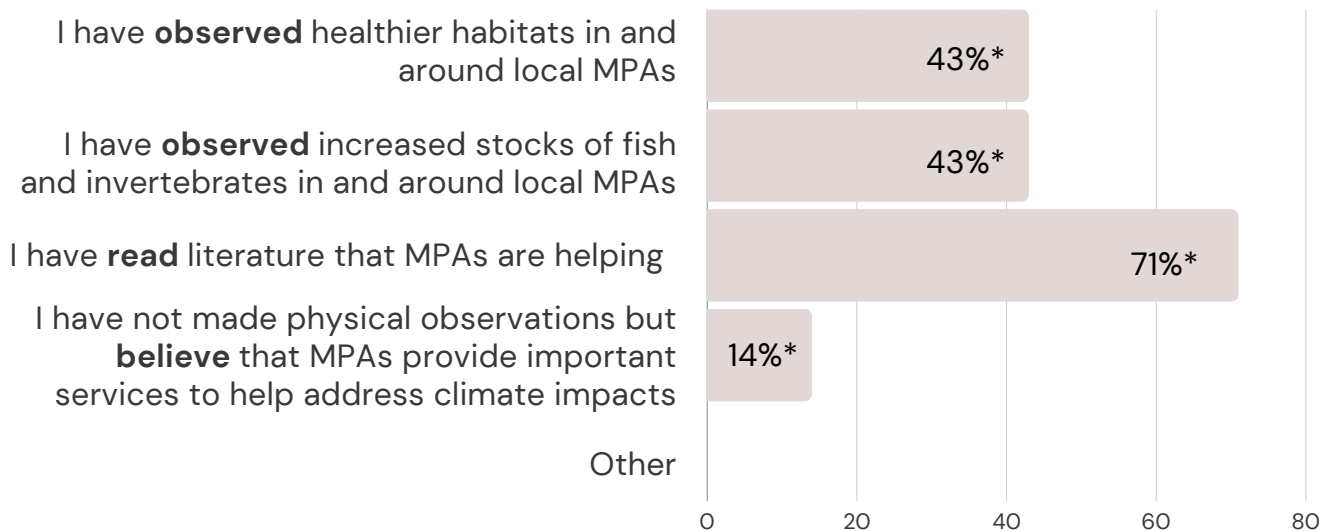 I have observed healthier habitats in and
around local MPAs
43%*
I have observed increased stocks of fish
and invertebrates in and around local MPAs
43%*
I have read literature that MPAs are helping
71%*
I have not made physical observations but
believe that MPAs provide important
services to help address climate impacts
14%*
Other
0 20 40 60 80